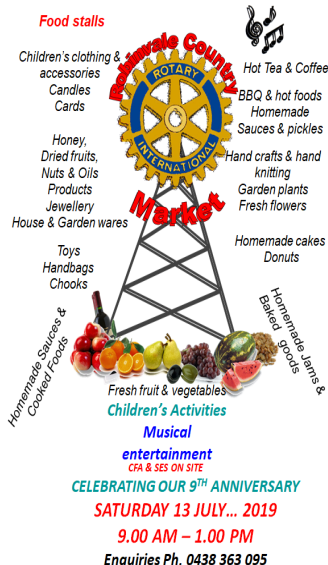 Food stalls
Children's clothing &
accessories
Candles
Cards
Honey,
Dried fruits,
Nuts & Oils
Products
Jewellery
House & Garden wares
Toys
Handbags
Chooks
Homemade Sauces &
Cooked Foods
Robinvale Country
ROTARY
INTERNATIONAL
Market
Hot Tea & Coffee
BBQ & hot foods
Homemade
Sauces & pickles
Hand crafts & hand
knitting
Garden plants
Fresh flowers
Homemade cakes
Donuts
Homemade Jams &
Baked goods
Fresh fruit & vegetables
Children's Activities
Musical
entertainment
CFA & SES ON SITE
CELEBRATING OUR 9TH ANNIVERSARY
SATURDAY 13 JULY... 2019
9.00 AM – 1.00 PM
Enquiries Ph. 0438 363 095